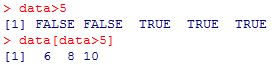 > data>5
[1] FALSE FALSE  TRUE  TRUE  TRUE
> data[data>5]
[1]  6  8 10